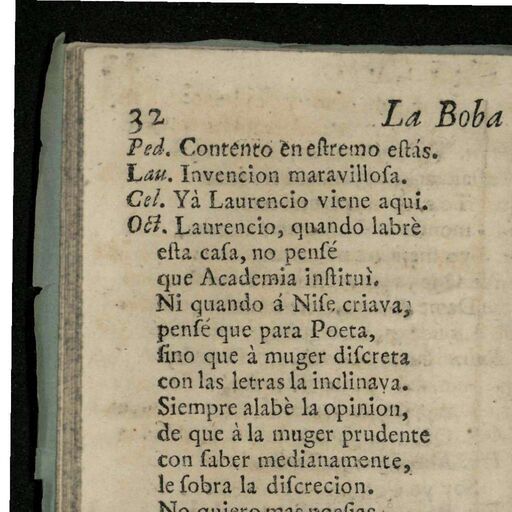 32 La Boba
Ped. Contento en estremo estás.
Lau. Invencion maravillosa.
Cel. Yà Laurencio viene aqui.
Oct. Laurencio, quando labrè
esta casa, no pensé
que Academia instituì.
Ni quando á Nise criava,
pensé que para Poeta,
sino que à muger discreta
con las letras la inclinava.
Siempre alabè la opinion,
de que à la muger prudente
con saber medianamente,
le sobra la discrecion.
No quiero mas poesias